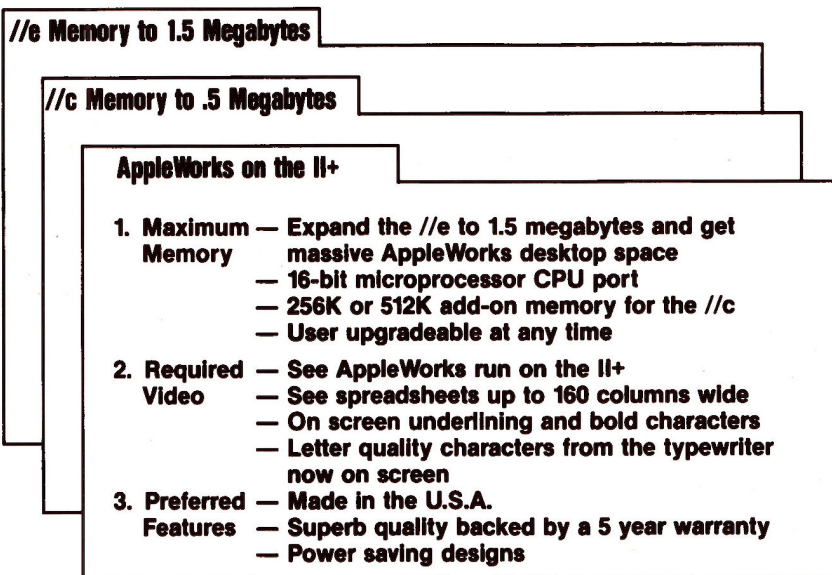 //e Memory to 1.5 Megabytes
//c Memory to .5 Megabytes
AppleWorks on the II+
1. Maximum — Expand the //e to 1.5 megabytes and get
Memory massive AppleWorks desktop space
— 16-bit microprocessor CPU port
— 256K or 512K add-on memory for the //c
— User upgradeable at any time
2. Required — See AppleWorks run on the II+
Video — See spreadsheets up to 160 columns wide
— On screen underlining and bold characters
— Letter quality characters from the typewriter
now on screen
3. Preferred — Made in the U.S.A.
Features — Superb quality backed by a 5 year warranty
— Power saving designs